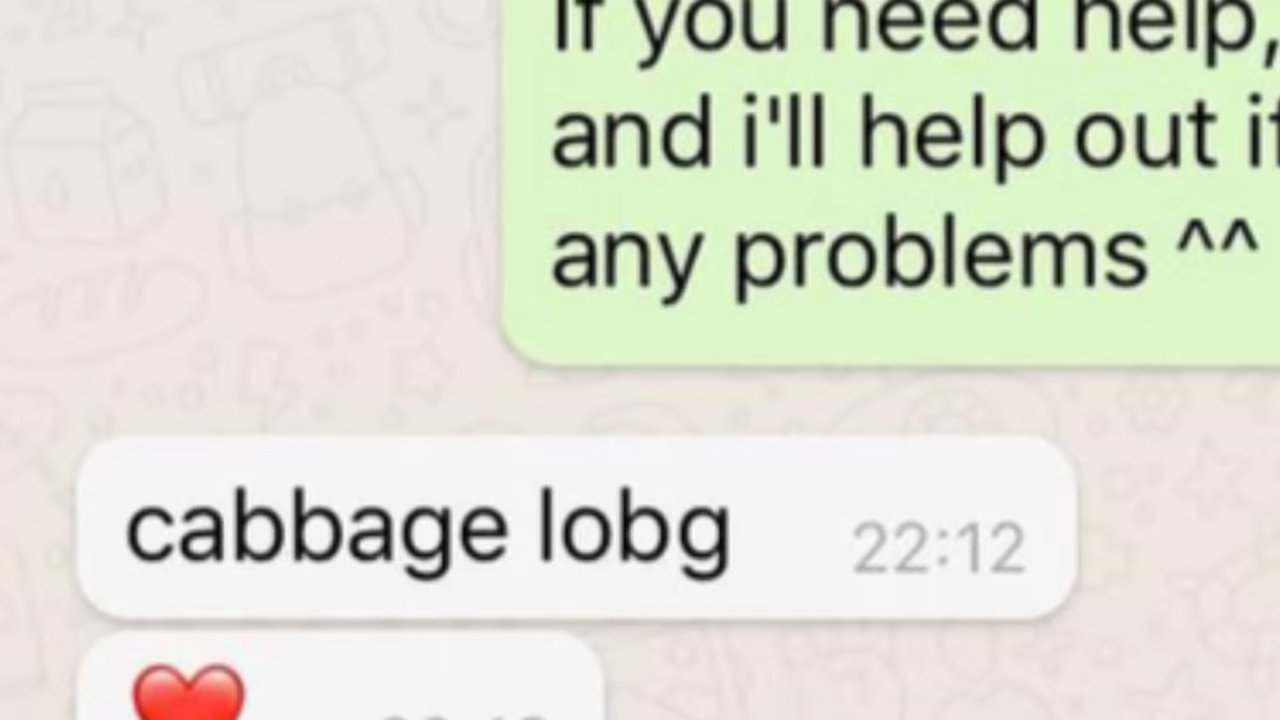 If you need help,
and i'll help out if
any problems ^^
cabbage lobg
22:12